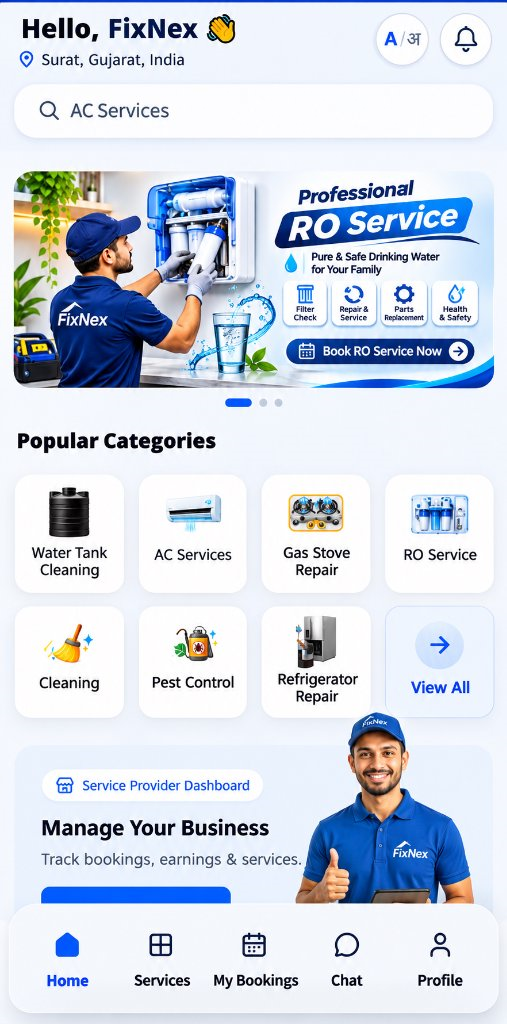 Hello, FixNex 👋
A/अ
Surat, Gujarat, India
AC Services
Professional
RO Service
Pure & Safe Drinking Water
for Your Family
FixNex
Filter
Check
Repair &
Service
Parts
Replacement
Health
& Safety
Book RO Service Now
Popular Categories
Water Tank
Cleaning
AC Services
Gas Stove
Repair
RO Service
Cleaning
Pest Control
Refrigerator
Repair
View All
FixNex
Service Provider Dashboard
Manage Your Business
Track bookings, earnings & services.
FixNex
Home
Services
My Bookings
Chat
Profile